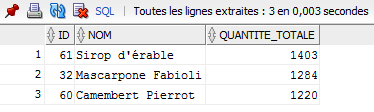 SQL | Toutes les lignes extraites : 3 en 0,003 secondes
ID NOM QUANTITE_TOTALE
1 61 Sirop d'érable 1403
2 32 Mascarpone Fabioli 1284
3 60 Camembert Pierrot 1220